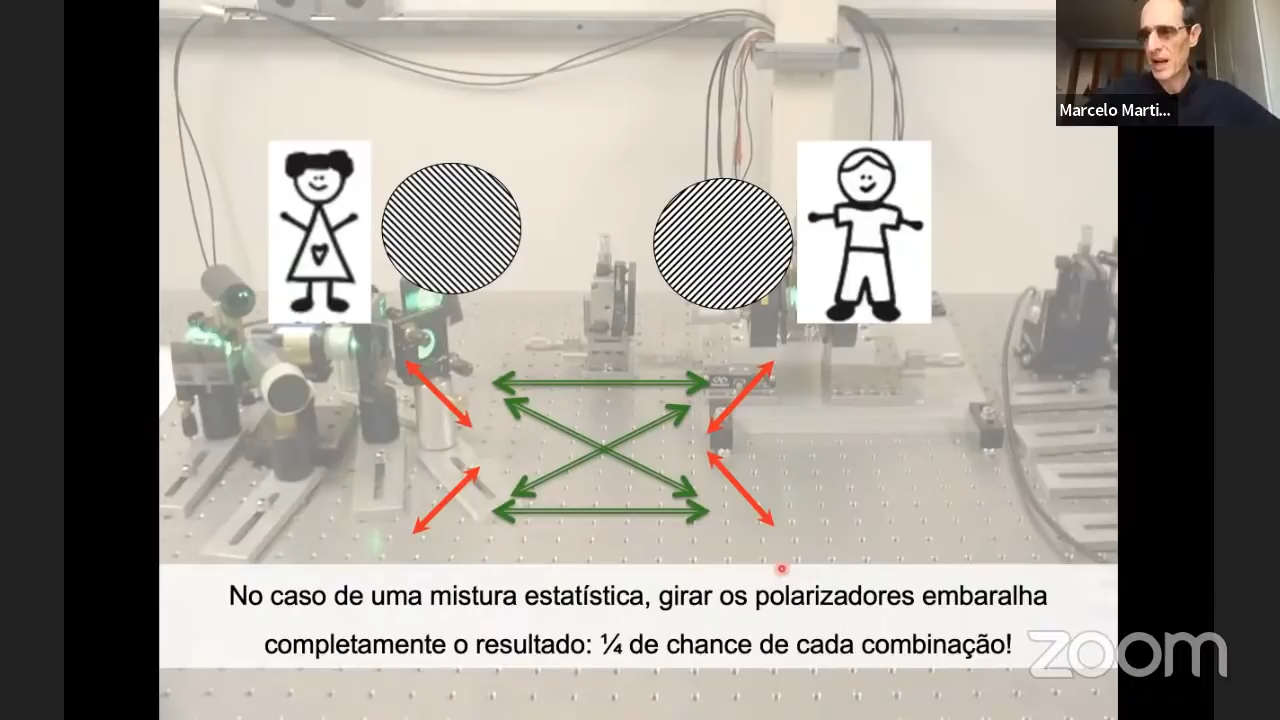 Marcelo Marti...
No caso de uma mistura estatística, girar os polarizadores embaralha
completamente o resultado: ¼ de chance de cada combinação!
zoom